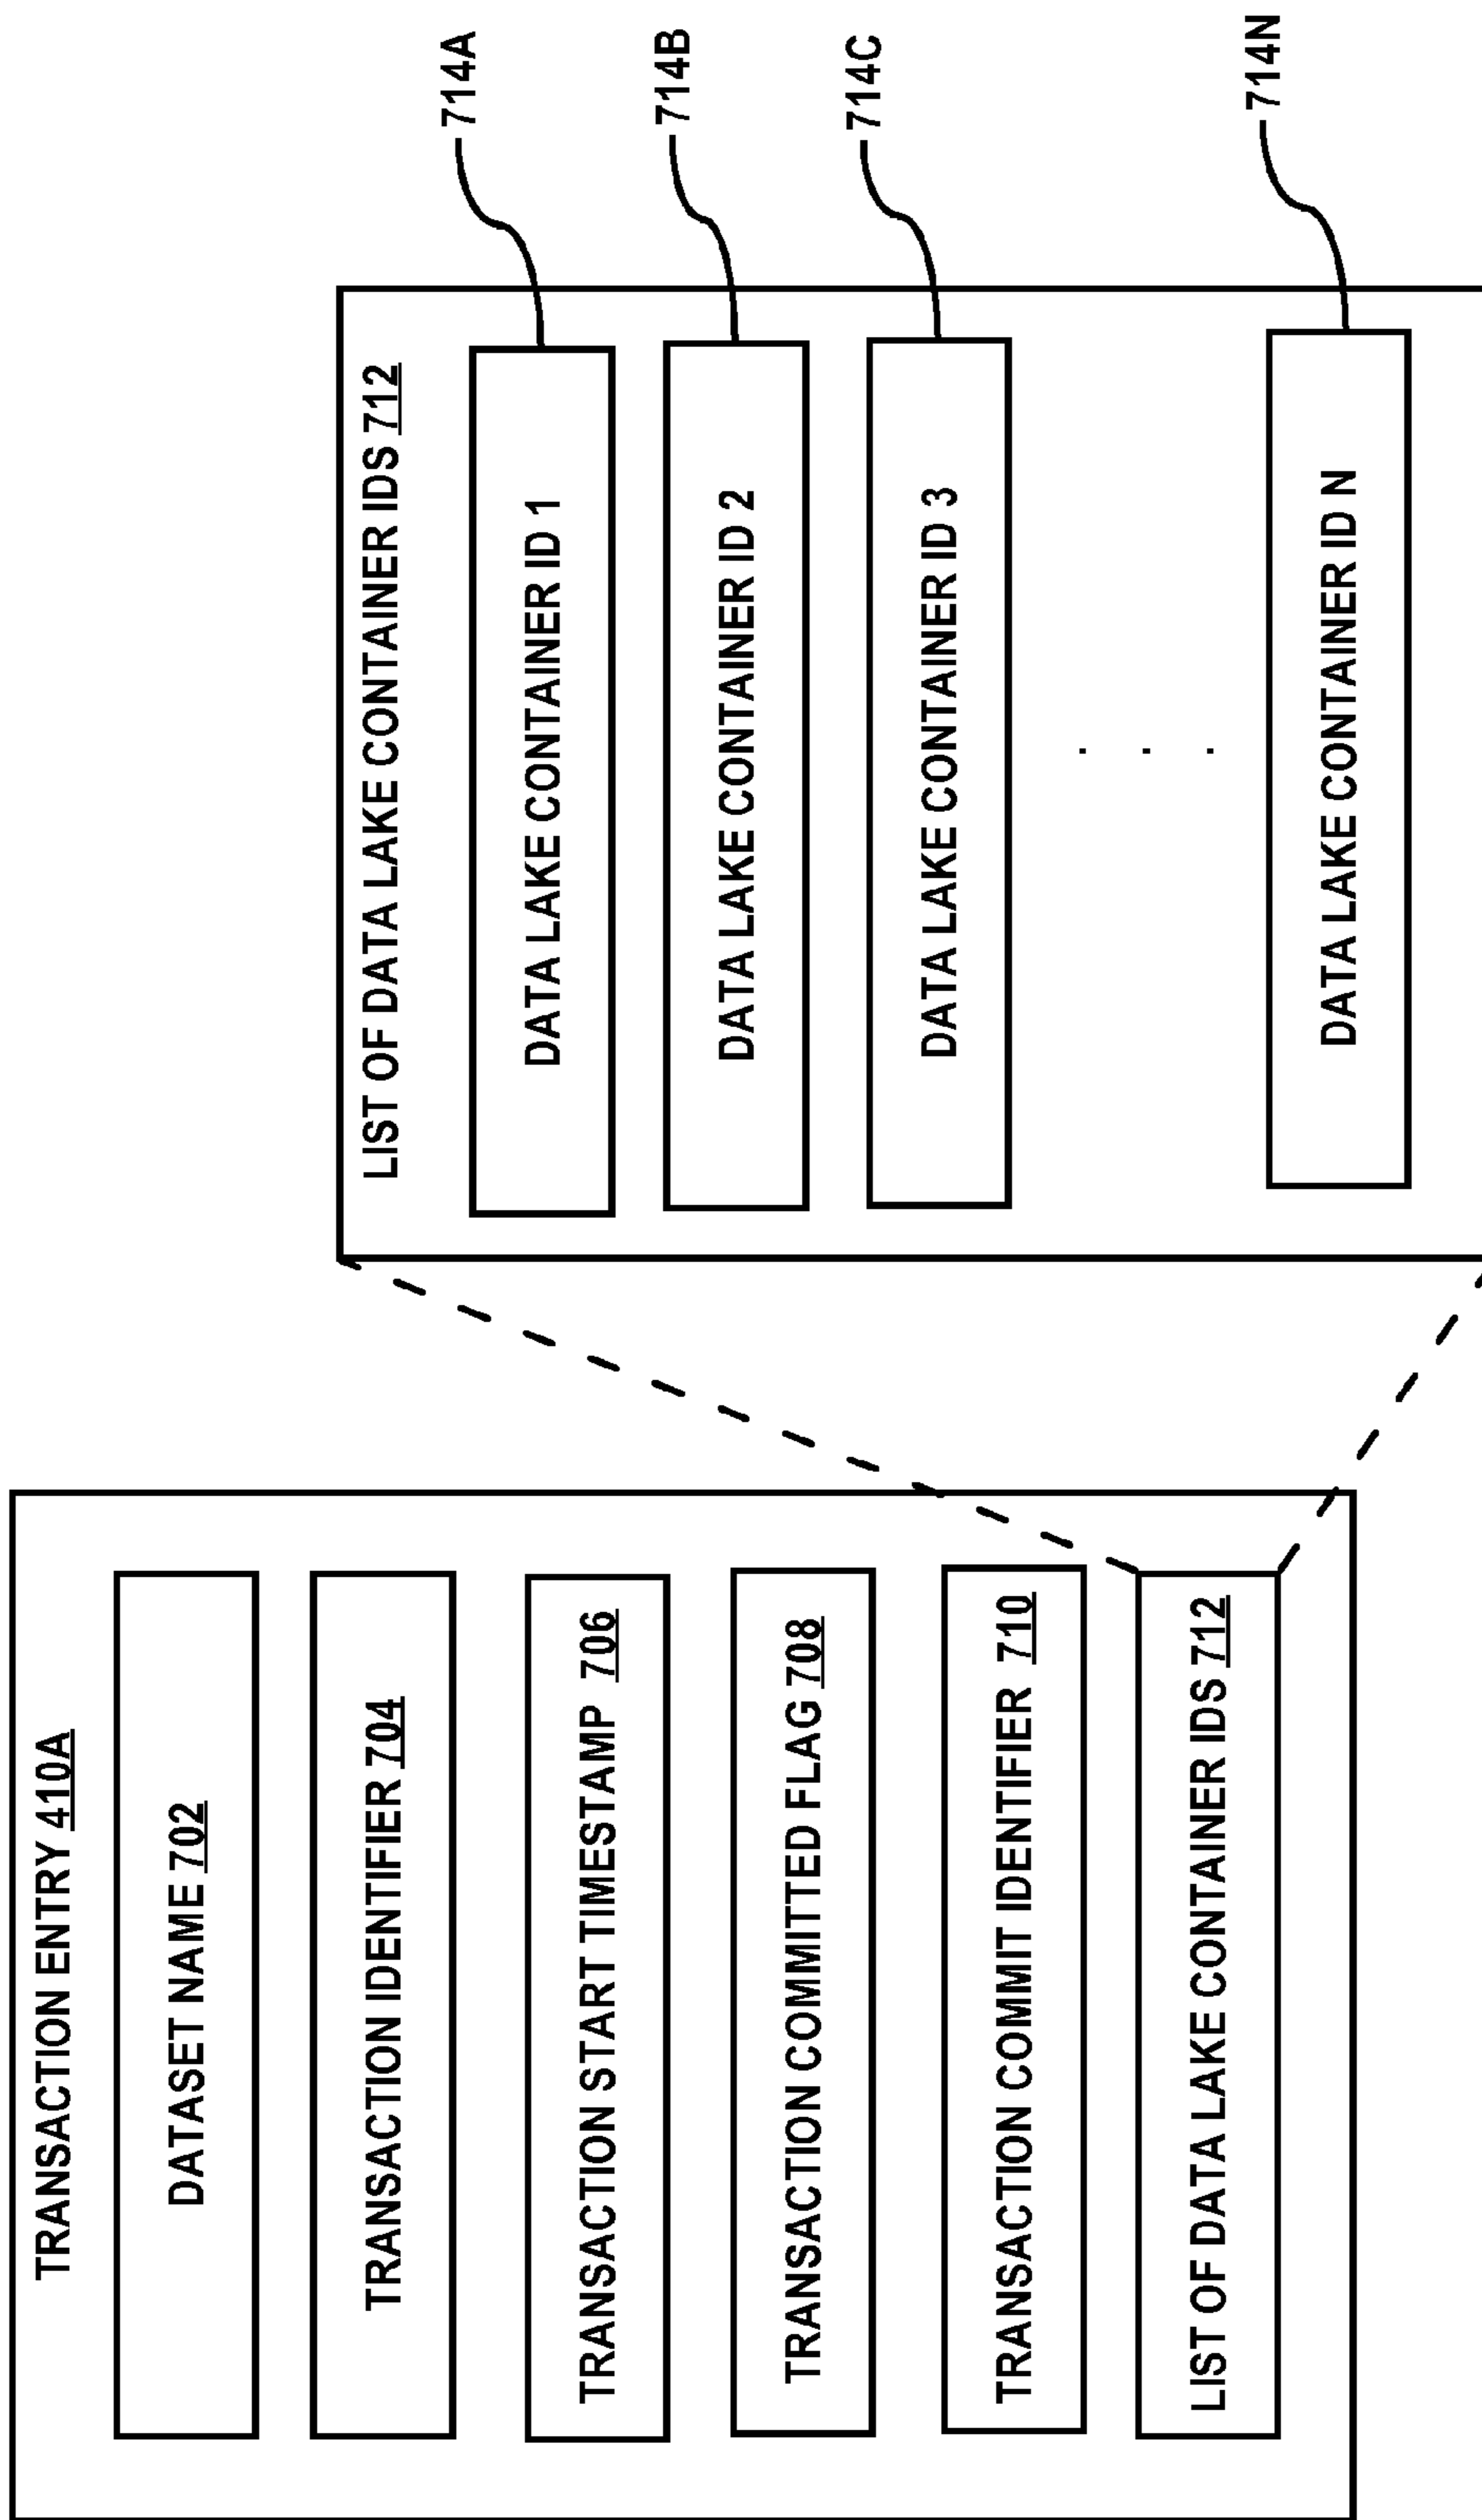 TRANSACTION ENTRY 410A
DATASET NAME 702
TRANSACTION IDENTIFIER 704
TRANSACTION START TIMESTAMP 706
TRANSACTION COMMITTED FLAG 708
TRANSACTION COMMIT IDENTIFIER 710
LIST OF DATA LAKE CONTAINER IDS 712
LIST OF DATA LAKE CONTAINER IDS 712
DATA LAKE CONTAINER ID 1
714A
DATA LAKE CONTAINER ID 2
714B
DATA LAKE CONTAINER ID 3
714C
. . .
DATA LAKE CONTAINER ID N
714N